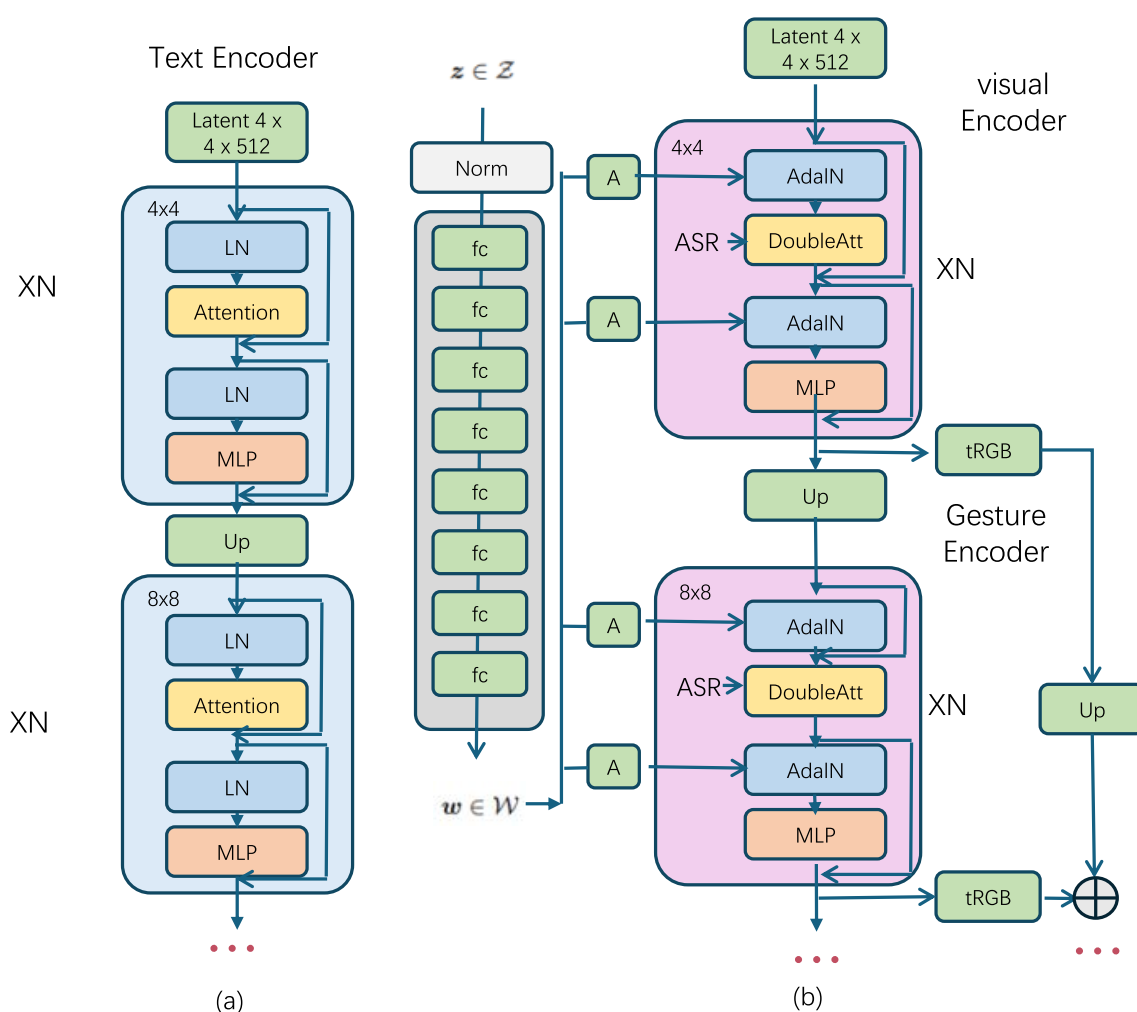 Text Encoder
Latent 4 x
4 x 512
4x4
LN
Attention
LN
MLP
XN
Up
8x8
LN
Attention
LN
MLP
XN
• • •
(a)
z ∈ Z
Norm
fc
fc
fc
fc
fc
fc
fc
fc
w ∈ W
A
A
A
A
Latent 4 x
4 x 512
visual
Encoder
4x4
AdaIN
ASR
DoubleAtt
XN
AdaIN
MLP
tRGB
Up
Gesture
Encoder
8x8
AdaIN
ASR
DoubleAtt
XN
Up
AdaIN
MLP
tRGB
• • •
• • •
(b)